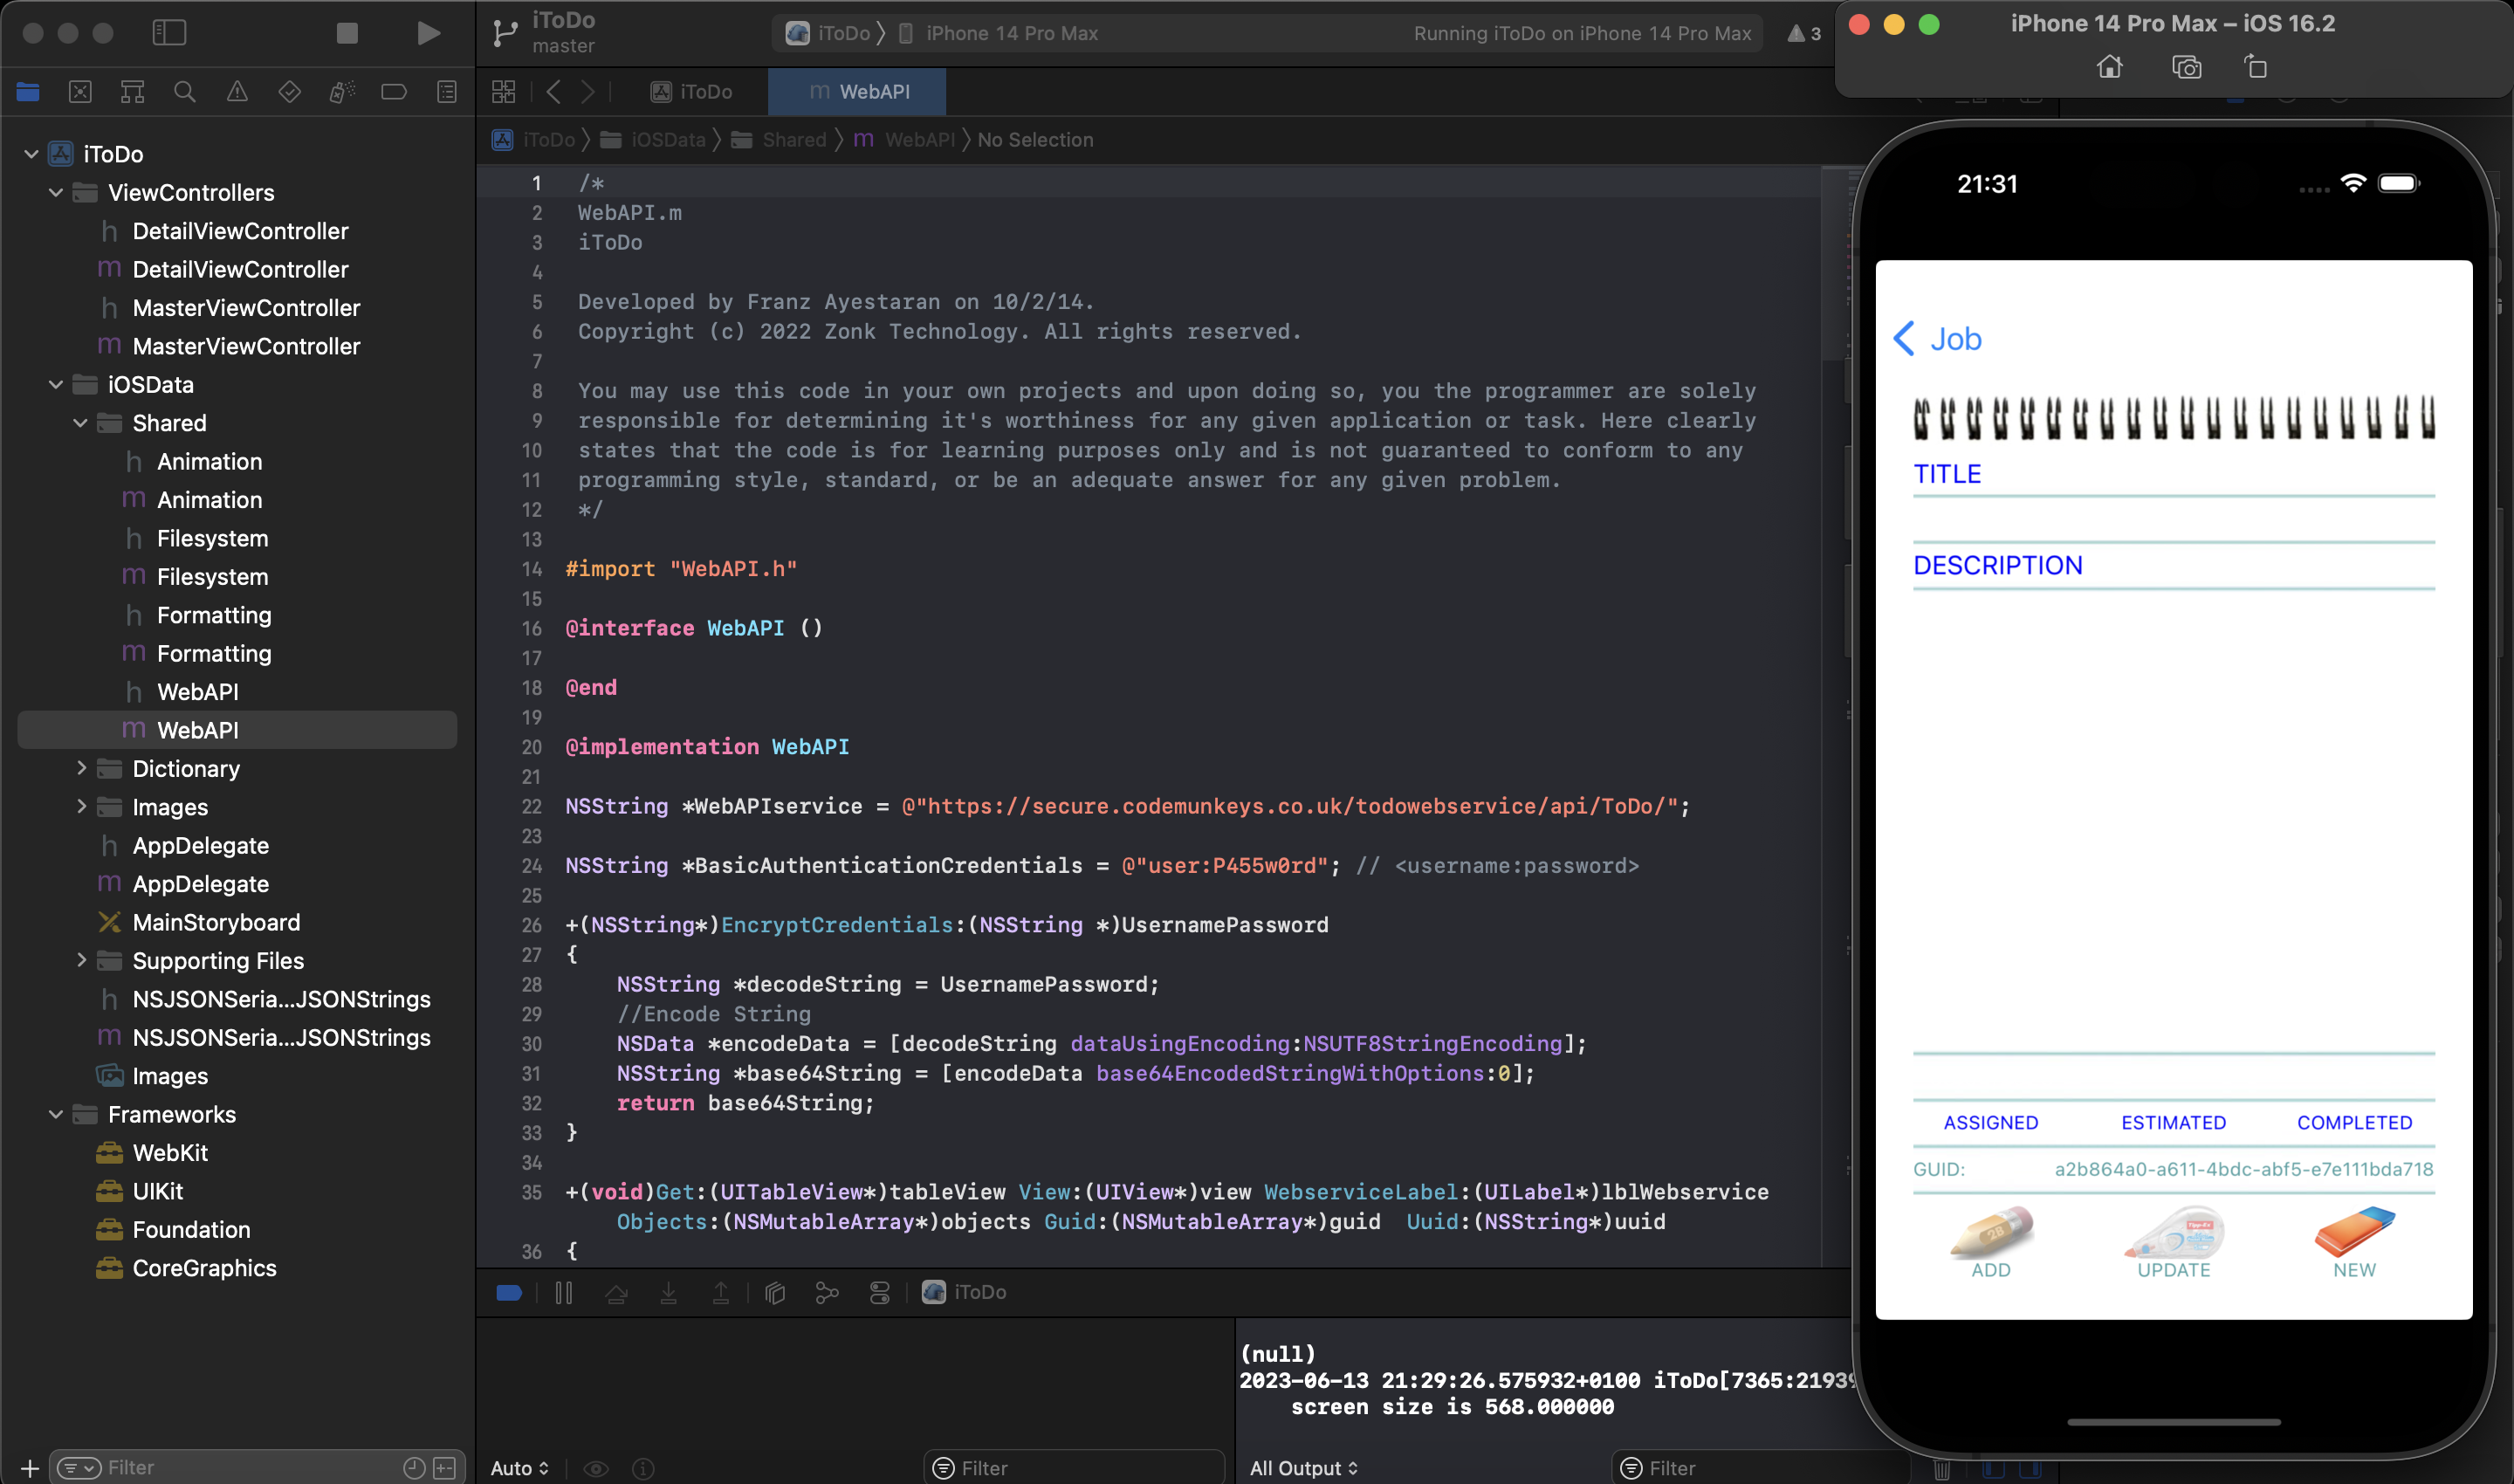 iToDo
master
iToDo
iPhone 14 Pro Max
Running iToDo on iPhone 14 Pro Max
3
iPhone 14 Pro Max – iOS 16.2
iToDo
m WebAPI
iToDo
iOSData
Shared
m WebAPI
No Selection
iToDo
ViewControllers
h DetailViewController
m DetailViewController
h MasterViewController
m MasterViewController
iOSData
Shared
h Animation
m Animation
h Filesystem
m Filesystem
h Formatting
m Formatting
h WebAPI
m WebAPI
Dictionary
Images
h AppDelegate
m AppDelegate
MainStoryboard
Supporting Files
h NSJSONSeria...JSONStrings
m NSJSONSeria...JSONStrings
Images
Frameworks
WebKit
UIKit
Foundation
CoreGraphics
Filter
1 /*
2 WebAPI.m
3 iToDo
4
5 Developed by Franz Ayestaran on 10/2/14.
6 Copyright (c) 2022 Zonk Technology. All rights reserved.
7
8 You may use this code in your own projects and upon doing so, you the programmer are solely
9 responsible for determining it's worthiness for any given application or task. Here clearly
10 states that the code is for learning purposes only and is not guaranteed to conform to any
11 programming style, standard, or be an adequate answer for any given problem.
12 */
13
14 #import "WebAPI.h"
15
16 @interface WebAPI ()
17
18 @end
19
20 @implementation WebAPI
21
22 NSString *WebAPIservice = @"https://secure.codemunkeys.co.uk/todowebservice/api/ToDo/";
23
24 NSString *BasicAuthenticationCredentials = @"user:P455w0rd"; // <username:password>
25
26 +(NSString*)EncryptCredentials:(NSString *)UsernamePassword
27 {
28 NSString *decodeString = UsernamePassword;
29 //Encode String
30 NSData *encodeData = [decodeString dataUsingEncoding:NSUTF8StringEncoding];
31 NSString *base64String = [encodeData base64EncodedStringWithOptions:0];
32 return base64String;
33 }
34
35 +(void)Get:(UITableView*)tableView View:(UIView*)view WebserviceLabel:(UILabel*)lblWebservice
Objects:(NSMutableArray*)objects Guid:(NSMutableArray*)guid Uuid:(NSString*)uuid
36 {
iToDo
(null)
2023-06-13 21:29:26.575932+0100 iToDo[7365:21939
screen size is 568.000000
Auto
Filter
All Output
Filter
21:31
Job
TITLE
DESCRIPTION
ASSIGNED ESTIMATED COMPLETED
GUID: a2b864a0-a611-4bdc-abf5-e7e111bda718
2B
Tipp-Ex
ADD UPDATE NEW